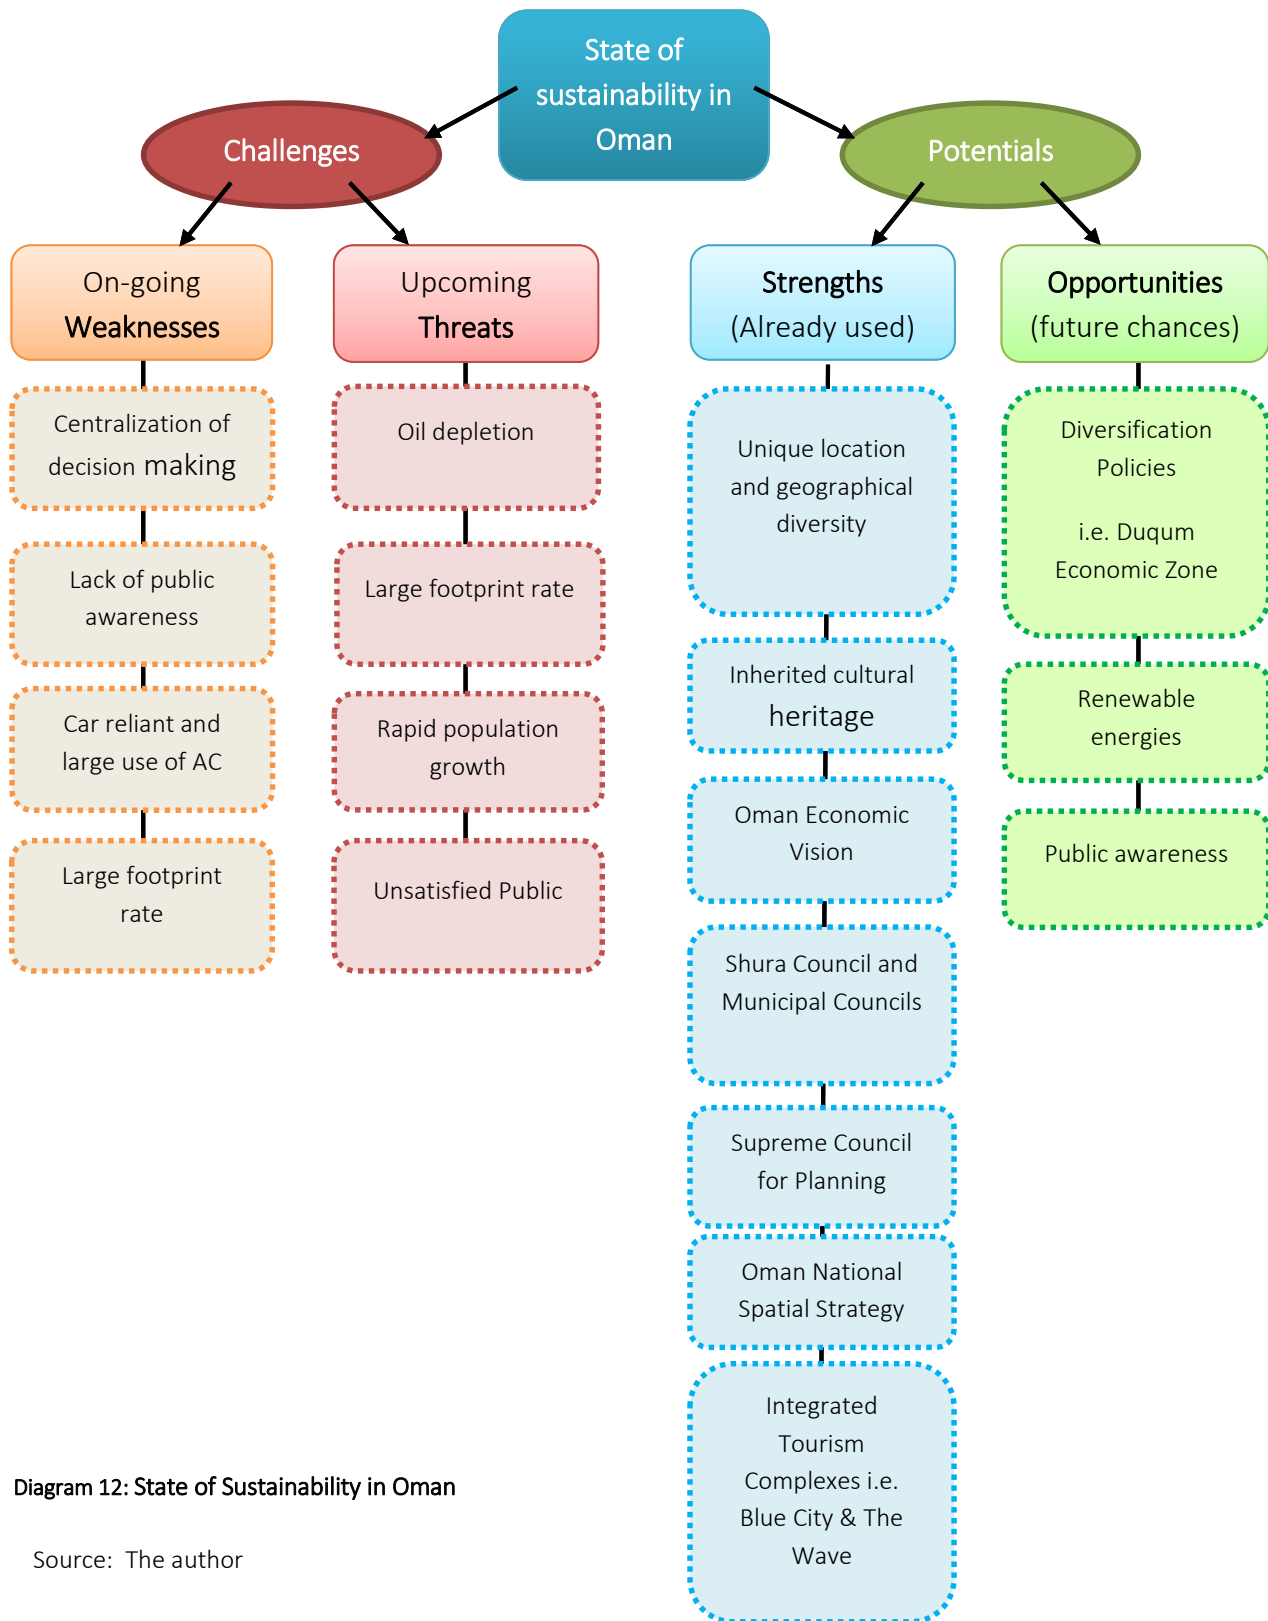 State of
sustainability in
Oman
Challenges
Potentials
On-going
Weaknesses
Centralization of
decision making
Lack of public
awareness
Car reliant and
large use of AC
Large footprint
rate
Upcoming
Threats
Oil depletion
Large footprint rate
Rapid population
growth
Unsatisfied Public
Strengths
(Already used)
Unique location
and geographical
diversity
Inherited cultural
heritage
Oman Economic
Vision
Shura Council and
Municipal Councils
Supreme Council
for Planning
Oman National
Spatial Strategy
Integrated
Tourism
Complexes i.e.
Blue City & The
Wave
Opportunities
(future chances)
Diversification
Policies
i.e. Duqum
Economic Zone
Renewable
energies
Public awareness
Diagram 12: State of Sustainability in Oman
Source: The author